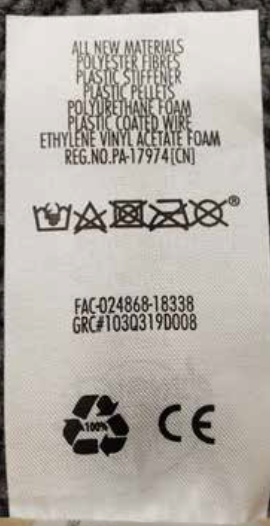 ALL NEW MATERIALS
POLYESTER FIBRES
PLASTIC STIFFENER
PLASTIC PELLETS
POLYURETHANE FOAM
PLASTIC COATED WIRE
ETHYLENE VINYL ACETATE FOAM
REG.NO.PA-17974[CN]
®
FAC-024868-18338
GRC#103Q319D008
100%
CE